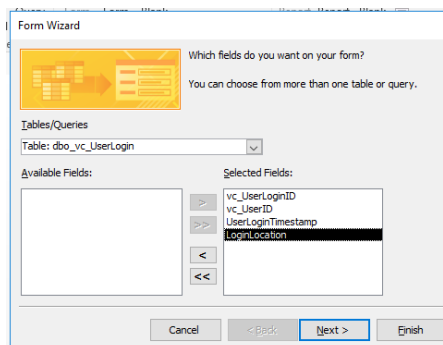 Form Wizard
Which fields do you want on your form?
You can choose from more than one table or query.
Tables/Queries
Table: dbo_vc_UserLogin
Available Fields:
Selected Fields:
>
>>
<
<<
vc_UserLoginID
vc_UserID
UserLoginTimestamp
LoginLocation
Cancel
< Back
Next >
Finish